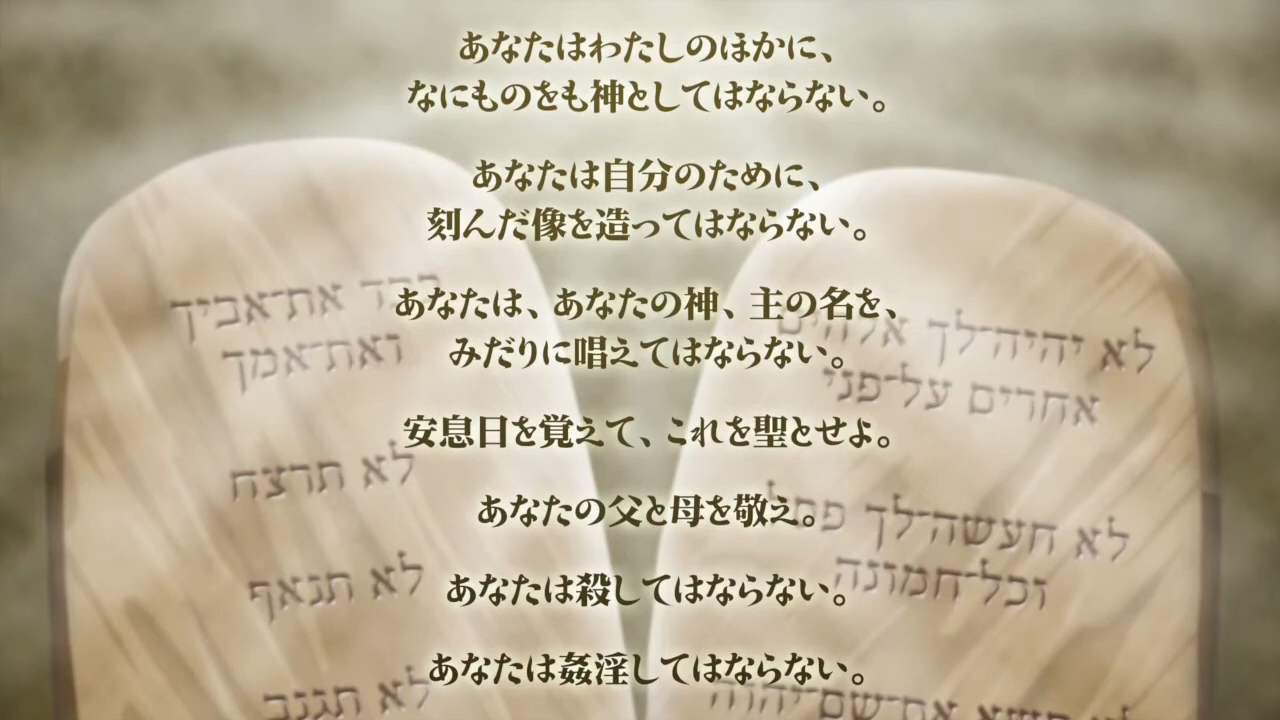 あなたはわたしのほかに、
なにものをも神としてはならない。
あなたは自分のために、
刻んだ像を造ってはならない。
あなたは、あなたの神、主の名を、
みだりに唱えてはならない。
安息日を覚えて、これを聖とせよ。
あなたの父と母を敬え。
あなたは殺してはならない。
あなたは姦淫してはならない。
לא יהיה־לך אלהים
אחרים על־פני
לא תעשה־לך
וכל־תמונה
את־אביך
ואת־אמך
לא תרצח
לא תנאף
לא תגנב